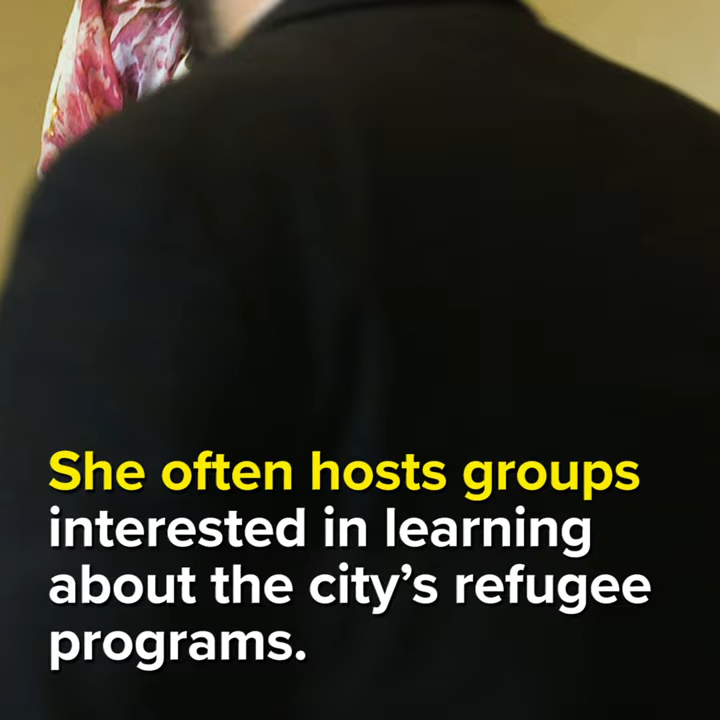 She often hosts groups
interested in learning
about the city’s refugee
programs.